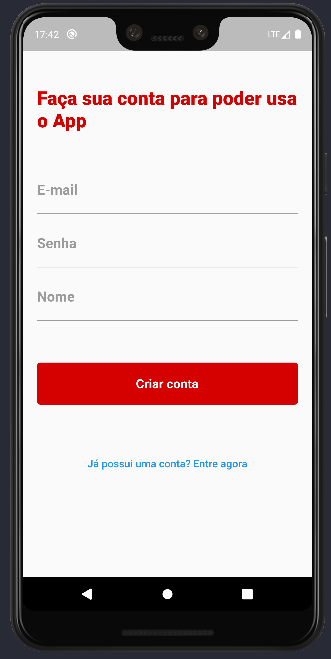 17:42
LTE
Faça sua conta para poder usa
o App
E-mail
Senha
Nome
Criar conta
Já possui uma conta? Entre agora